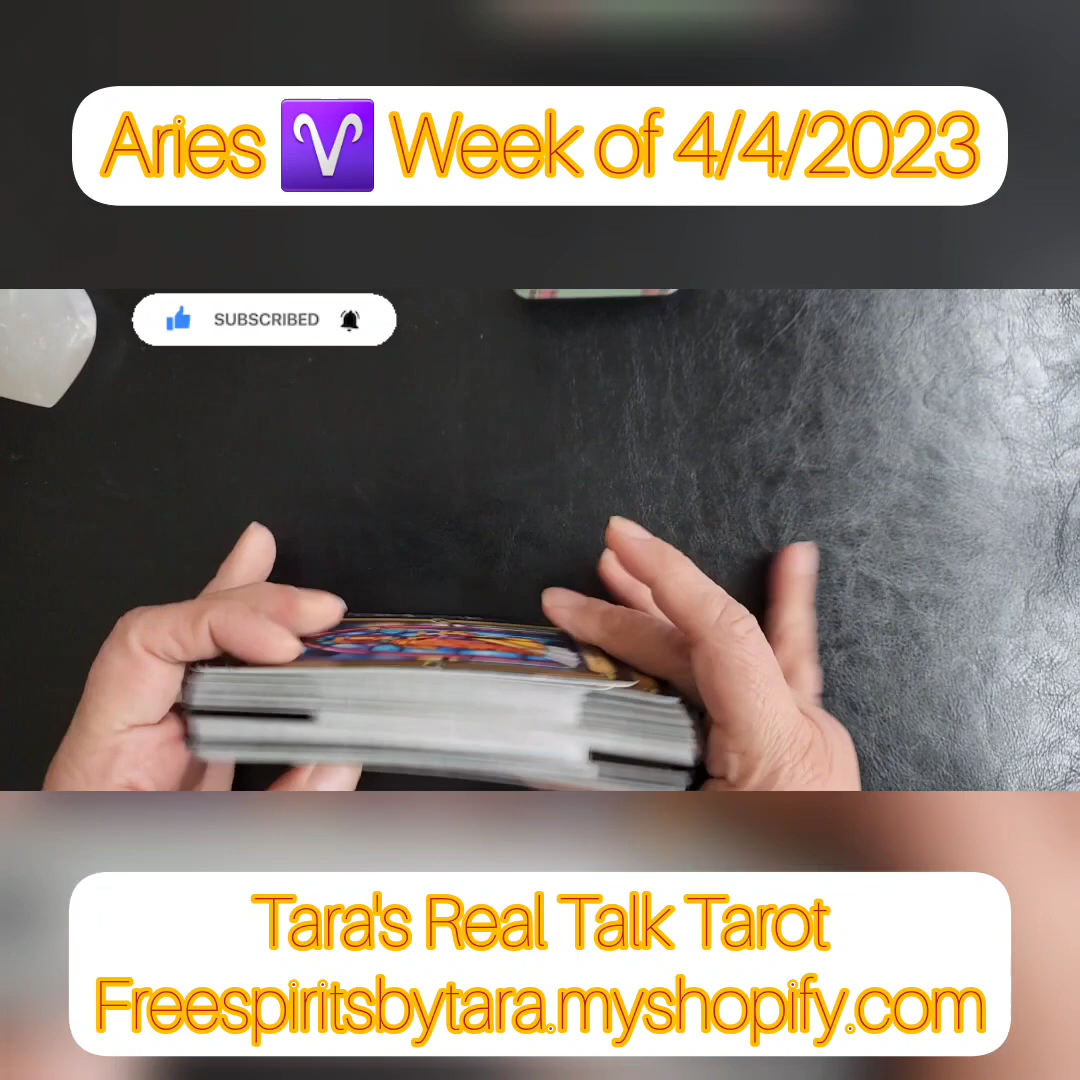 Aries ♈ Week of 4/4/2023
SUBSCRIBED
Tara's Real Talk Tarot
Freespiritsbytara.myshopify.com